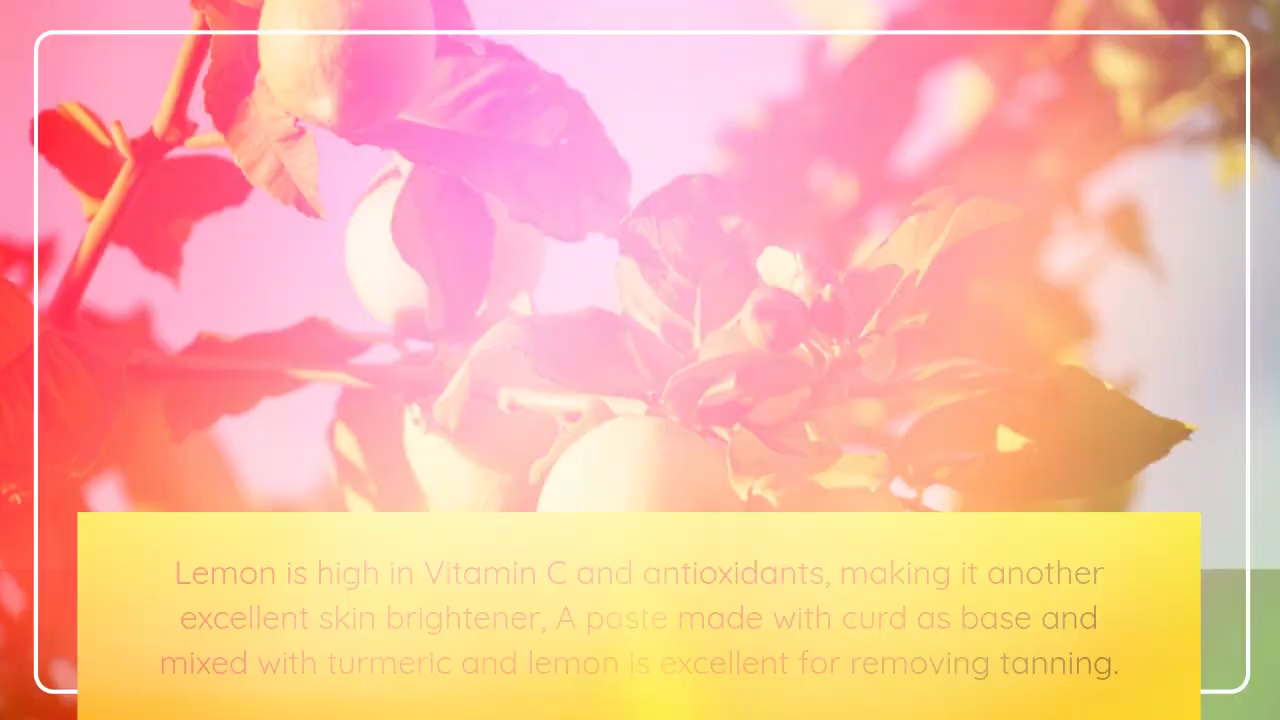 Lemon is high in Vitamin C and antioxidants, making it another
excellent skin brightener, A paste made with curd as base and
mixed with turmeric and lemon is excellent for removing tanning.